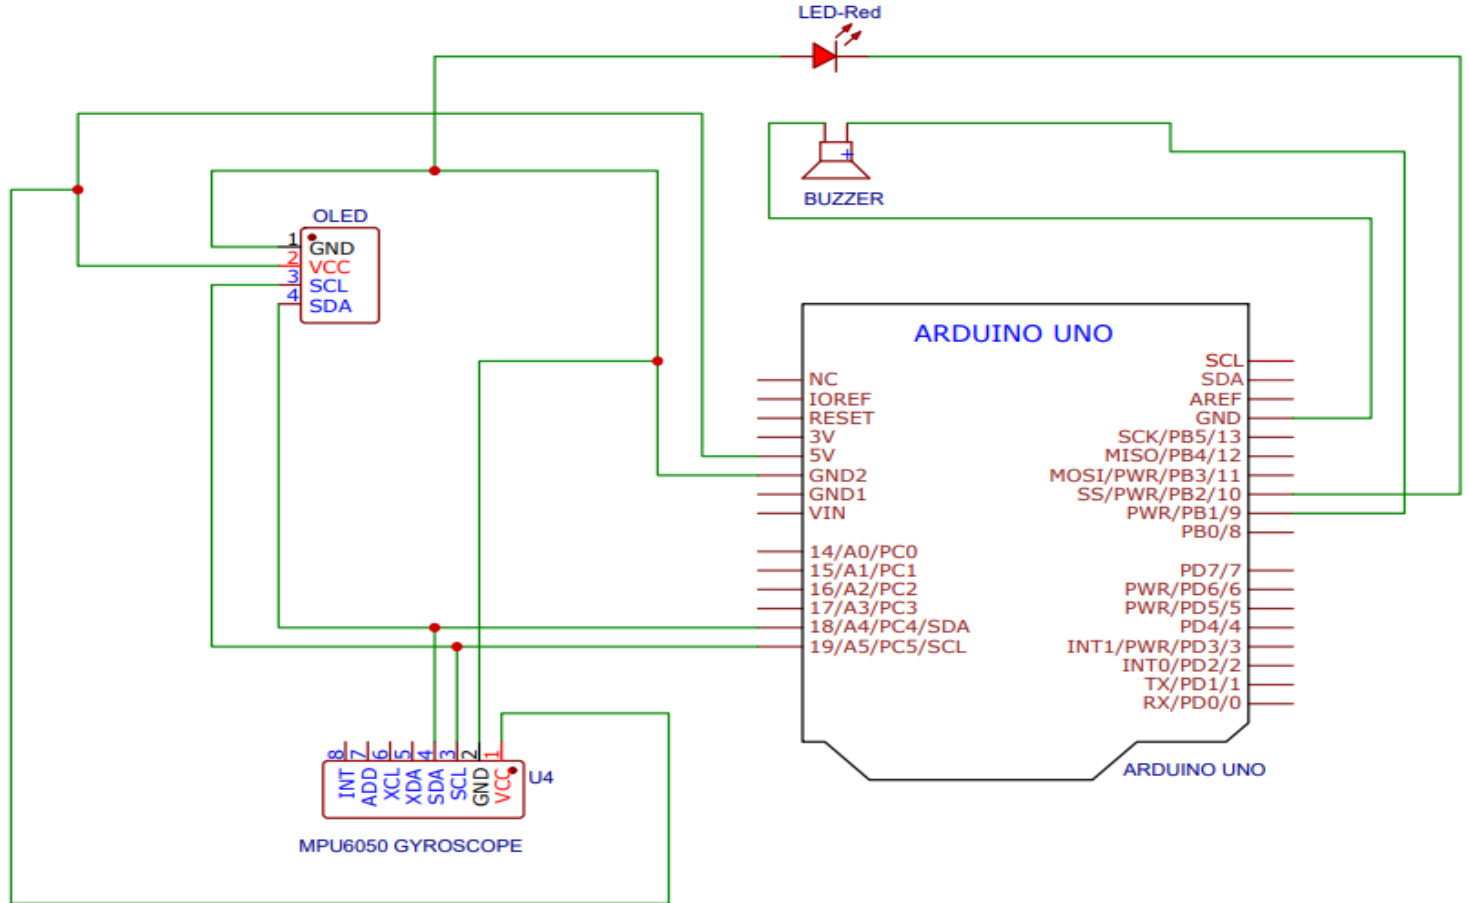 LED-Red
+
BUZZER
OLED
1 GND
2 VCC
3 SCL
4 SDA
ARDUINO UNO
NC
IOREF
RESET
3V
5V
GND2
GND1
VIN
14/A0/PC0
15/A1/PC1
16/A2/PC2
17/A3/PC3
18/A4/PC4/SDA
19/A5/PC5/SCL
SCL
SDA
AREF
GND
SCK/PB5/13
MISO/PB4/12
MOSI/PWR/PB3/11
SS/PWR/PB2/10
PWR/PB1/9
PB0/8
PD7/7
PWR/PD6/6
PWR/PD5/5
PD4/4
INT1/PWR/PD3/3
INT0/PD2/2
TX/PD1/1
RX/PD0/0
ARDUINO UNO
8 INT
7 ADD
6 XCL
5 XDA
4 SDA
3 SCL
2 GND
1 VCC
U4
MPU6050 GYROSCOPE